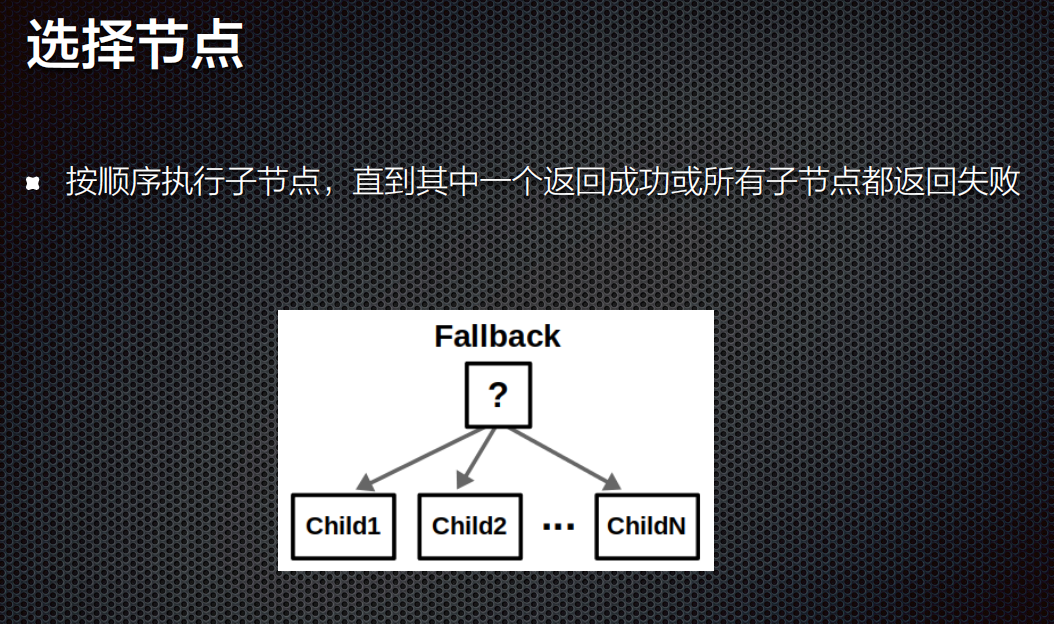 选择节点
按顺序执行子节点，直到其中一个返回成功或所有子节点都返回失败
Fallback
?
Child1 Child2 ... ChildN